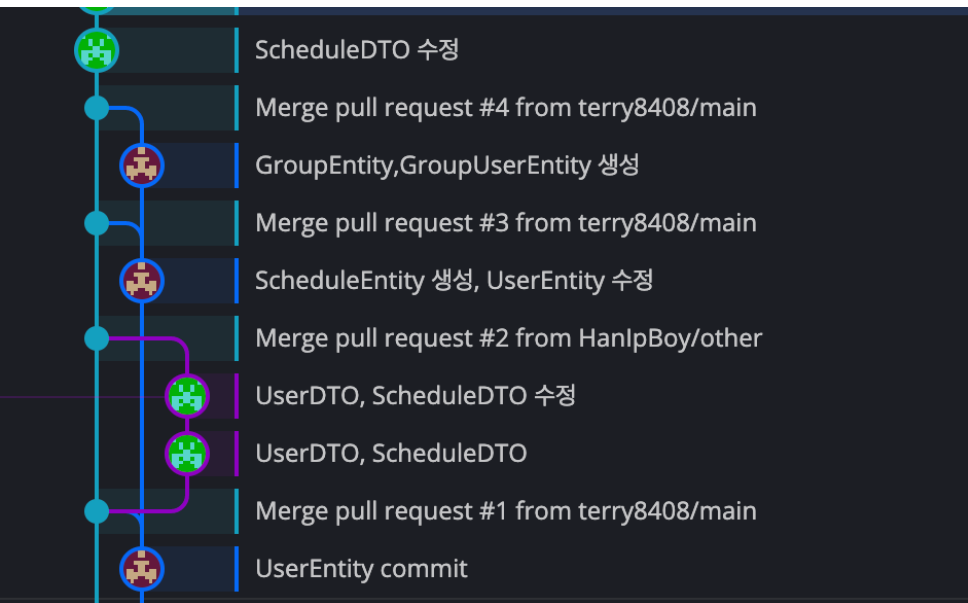 ScheduleDTO 수정
Merge pull request #4 from terry8408/main
GroupEntity,GroupUserEntity 생성
Merge pull request #3 from terry8408/main
ScheduleEntity 생성, UserEntity 수정
Merge pull request #2 from HanIpBoy/other
UserDTO, ScheduleDTO 수정
UserDTO, ScheduleDTO
Merge pull request #1 from terry8408/main
UserEntity commit